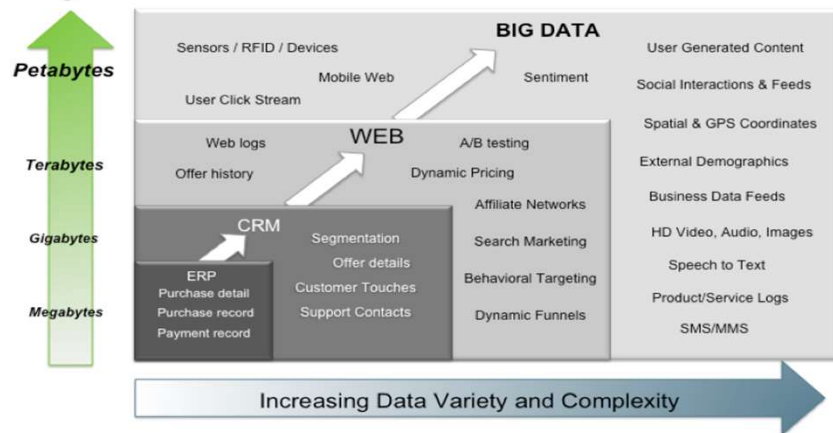 Petabytes
Terabytes
Gigabytes
Megabytes
BIG DATA
Sensors / RFID / Devices
Mobile Web
User Click Stream
Sentiment
User Generated Content
Social Interactions & Feeds
Spatial & GPS Coordinates
External Demographics
Business Data Feeds
HD Video, Audio, Images
Speech to Text
Product/Service Logs
SMS/MMS
WEB
Web logs
Offer history
A/B testing
Dynamic Pricing
Affiliate Networks
Search Marketing
Behavioral Targeting
Dynamic Funnels
CRM
Segmentation
Offer details
Customer Touches
Support Contacts
ERP
Purchase detail
Purchase record
Payment record
Increasing Data Variety and Complexity